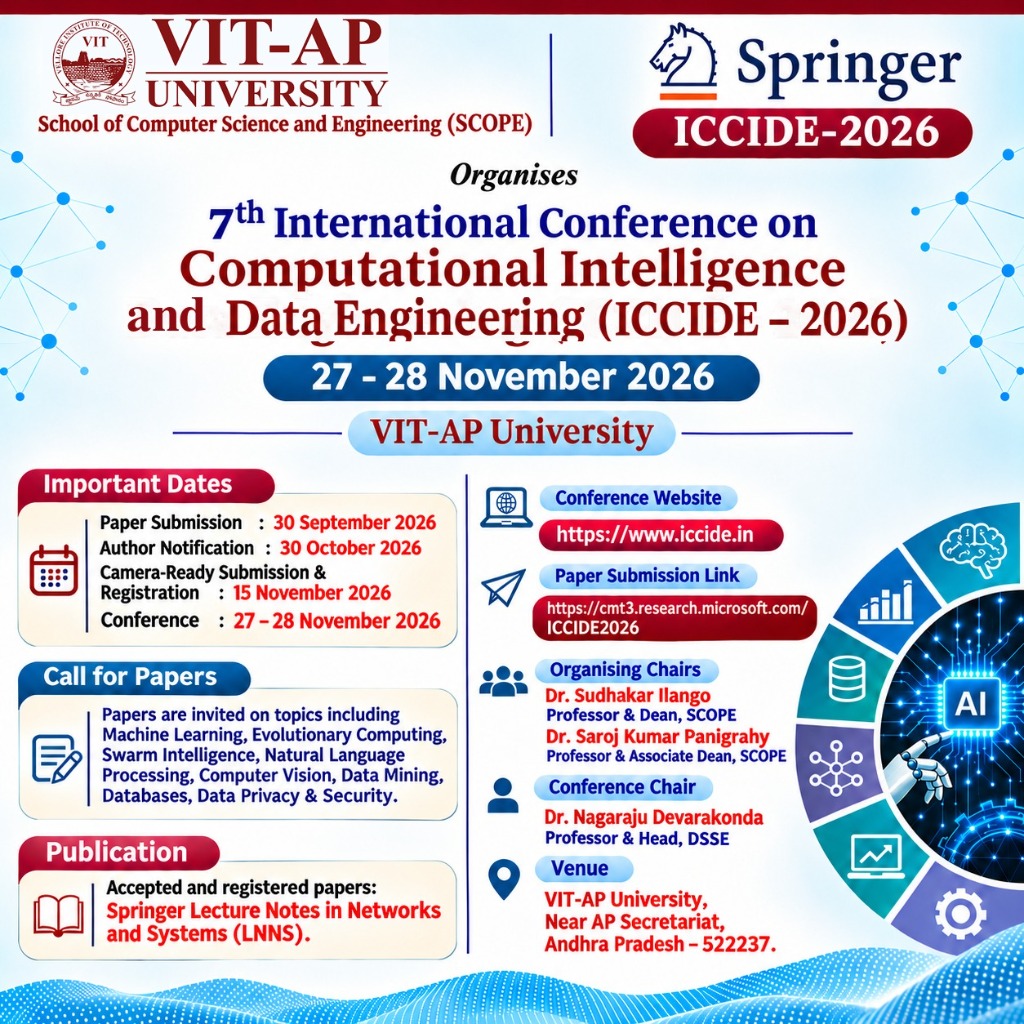 VELLORE INSTITUTE OF TECHNOLOGY
VIT
VIT-AP
UNIVERSITY
School of Computer Science and Engineering (SCOPE)
Springer
ICCIDE-2026
Organises
7th International Conference on
Computational Intelligence
and Data Engineering (ICCIDE – 2026)
27 - 28 November 2026
VIT-AP University
Important Dates
Paper Submission : 30 September 2026
Author Notification : 30 October 2026
Camera-Ready Submission &
Registration : 15 November 2026
Conference : 27 – 28 November 2026
Call for Papers
Papers are invited on topics including
Machine Learning, Evolutionary Computing,
Swarm Intelligence, Natural Language
Processing, Computer Vision, Data Mining,
Databases, Data Privacy & Security.
Publication
Accepted and registered papers:
Springer Lecture Notes in Networks
and Systems (LNNS).
Conference Website
https://www.iccide.in
Paper Submission Link
https://cmt3.research.microsoft.com/
ICCIDE2026
Organising Chairs
Dr. Sudhakar Ilango
Professor & Dean, SCOPE
Dr. Saroj Kumar Panigrahy
Professor & Associate Dean, SCOPE
Conference Chair
Dr. Nagaraju Devarakonda
Professor & Head, DSSE
Venue
VIT-AP University,
Near AP Secretariat,
Andhra Pradesh – 522237.
AI